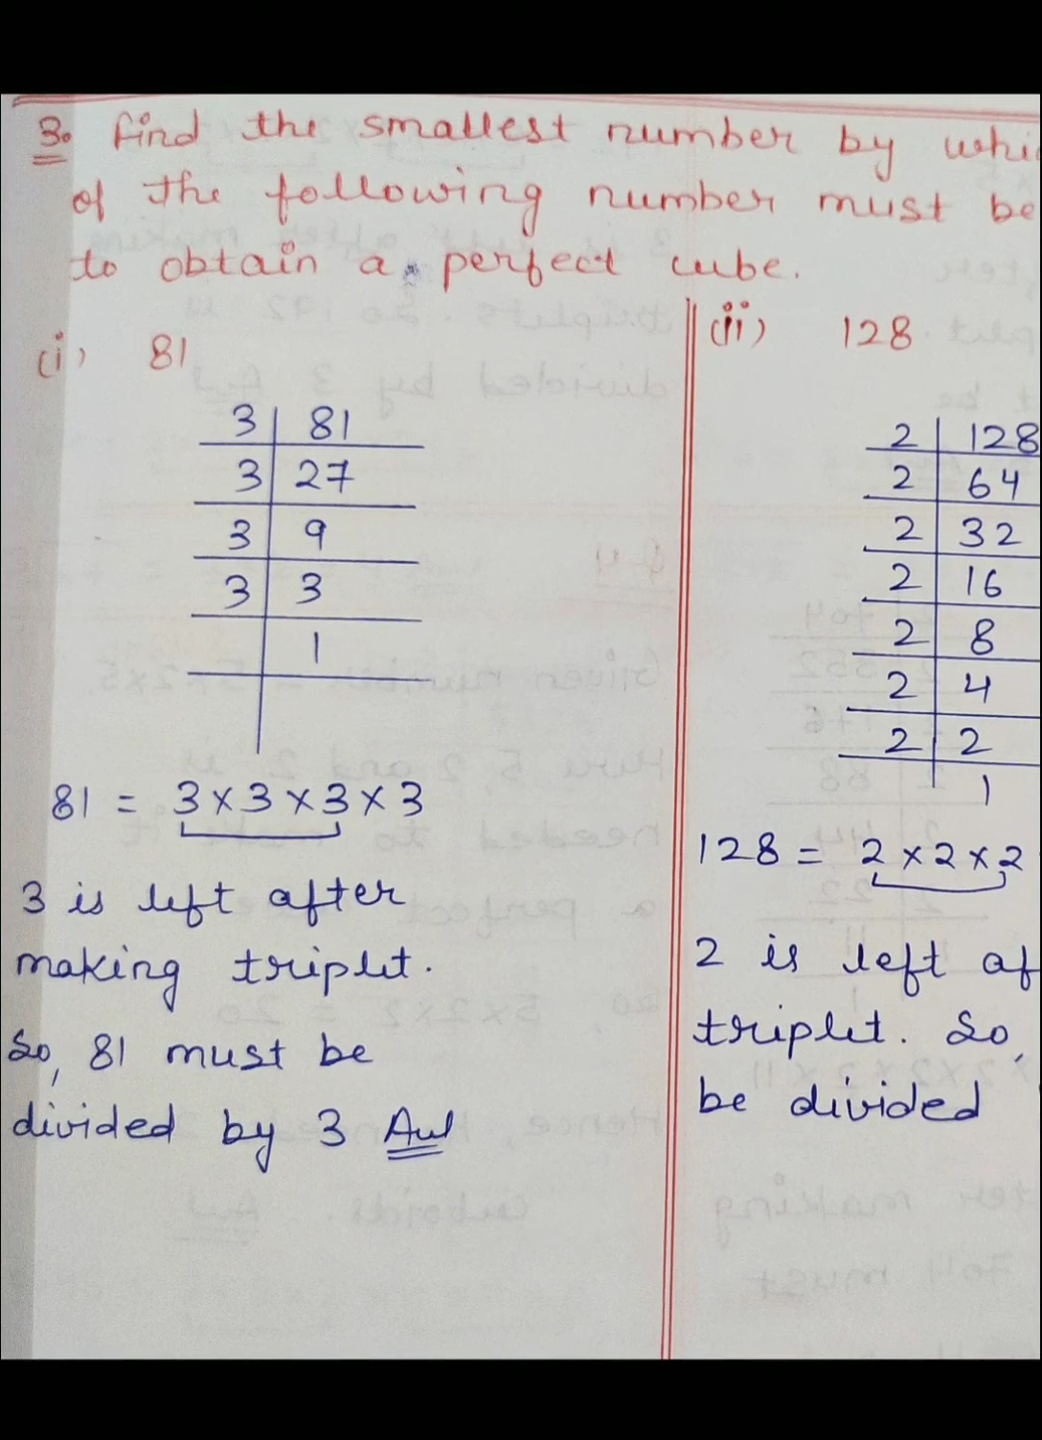 3. find the smallest number by whi
of the following number must be
to obtain a perfect cube.
(i) 81
3 | 81
3 | 27
3 | 9
3 | 3
| 1
81 = 3 × 3 × 3 × 3
3 is left after
making triplet.
So, 81 must be
divided by 3 Ans
(ii) 128
2 | 128
2 | 64
2 | 32
2 | 16
2 | 8
2 | 4
2 | 2
1
128 = 2 × 2 × 2
2 is left af
triplet. So,
be divided